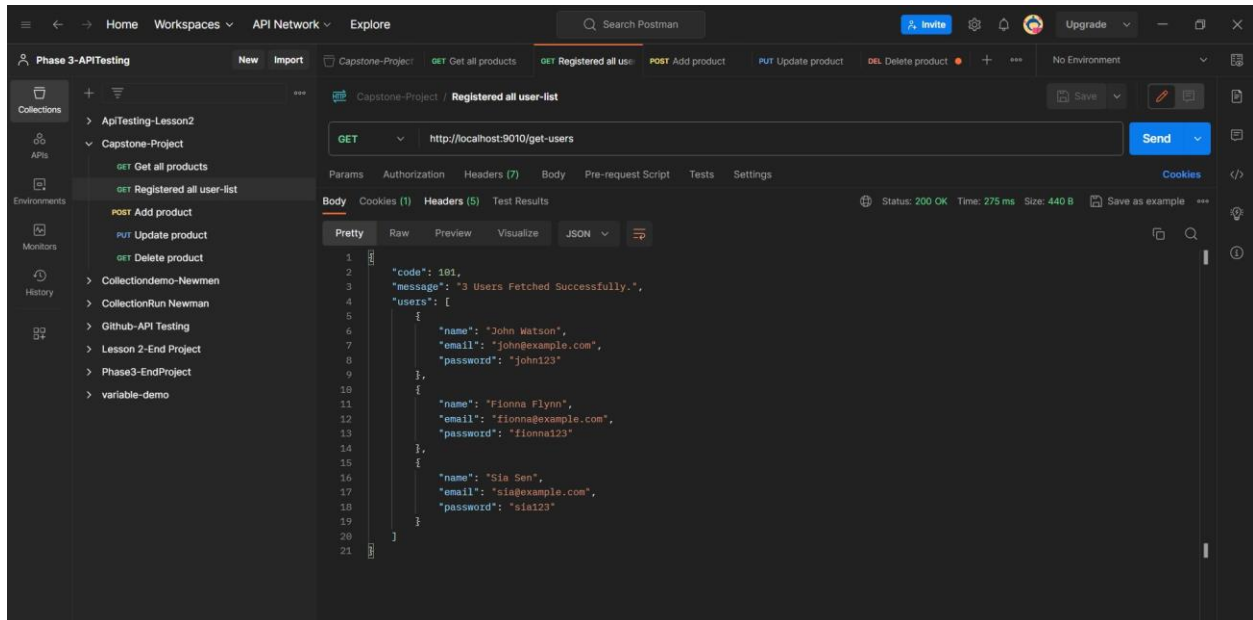 Home Workspaces API Network Explore Search Postman Invite Upgrade
Phase 3-APITesting New Import Capstone-Project GET Get all products GET Registered all use POST Add product PUT Update product DEL Delete product No Environment
Collections
APIs
Environments
Monitors
History
ApiTesting-Lesson2
Capstone-Project
GET Get all products
GET Registered all user-list
POST Add product
PUT Update product
GET Delete product
Collectiondemo-Newmen
CollectionRun Newman
Github-API Testing
Lesson 2-End Project
Phase3-EndProject
variable-demo
HTTP Capstone-Project / Registered all user-list Save
GET http://localhost:9010/get-users Send
Params Authorization Headers (7) Body Pre-request Script Tests Settings Cookies
Body Cookies (1) Headers (5) Test Results Status: 200 OK Time: 275 ms Size: 440 B Save as example
Pretty Raw Preview Visualize JSON
1 {
2 "code": 101,
3 "message": "3 Users Fetched Successfully.",
4 "users": [
5 {
6 "name": "John Watson",
7 "email": "john@example.com",
8 "password": "john123"
9 },
10 {
11 "name": "Fionna Flynn",
12 "email": "fionna@example.com",
13 "password": "fionna123"
14 },
15 {
16 "name": "Sia Sen",
17 "email": "sia@example.com",
18 "password": "sia123"
19 }
20 ]
21 }